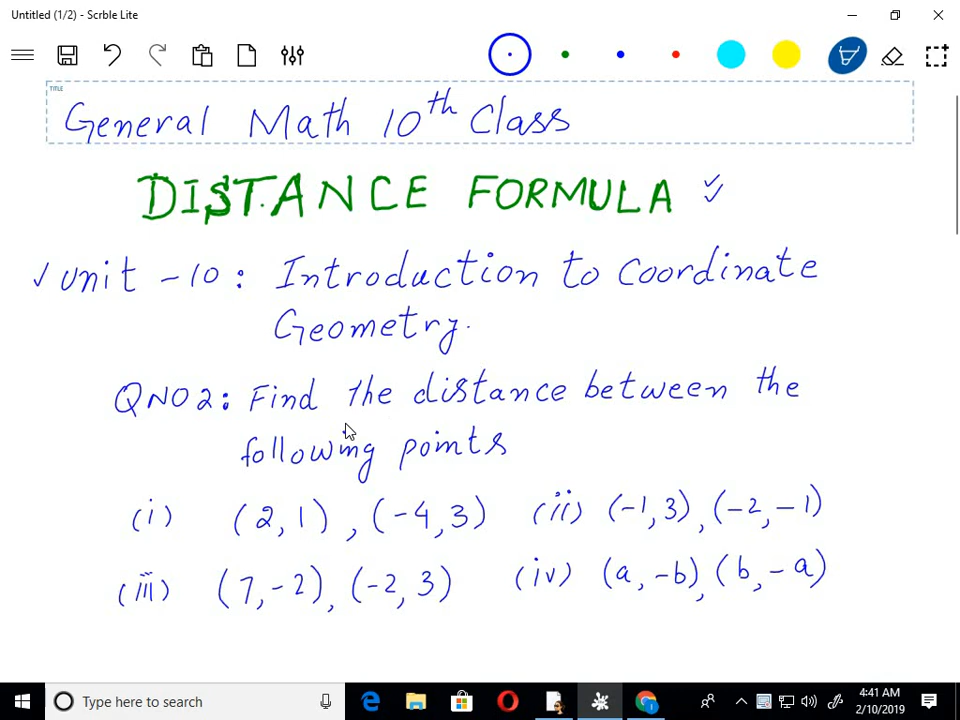 Untitled (1/2) - Scrble Lite
TITLE
General Math 10th Class
DISTANCE FORMULA
Unit - 10: Introduction to Coordinate
Geometry.
QNO2: Find the distance between the
following points
(i) (2, 1), (-4, 3) (ii) (-1, 3), (-2, -1)
(iii) (7, -2), (-2, 3) (iv) (a, -b), (b, -a)
Type here to search
4:41 AM
2/10/2019